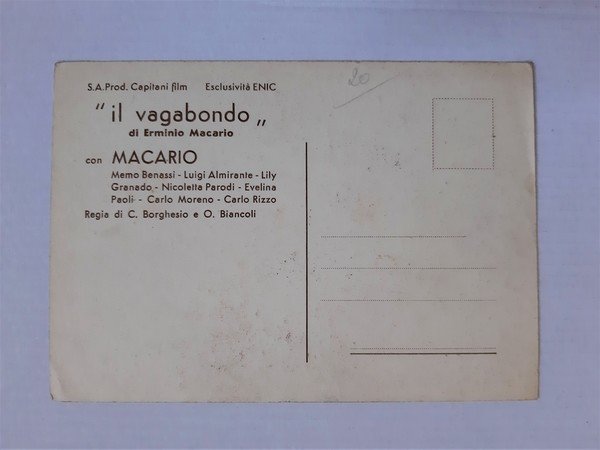 S.A.Prod. Capitani film Esclusività ENIC
20
"il vagabondo„
di Erminio Macario
con MACARIO
Memo Benassi - Luigi Almirante - Lily
Granado - Nicoletta Parodi - Evelina
Paoli - Carlo Moreno - Carlo Rizzo
Regia di C. Borghesio e O. Biancoli